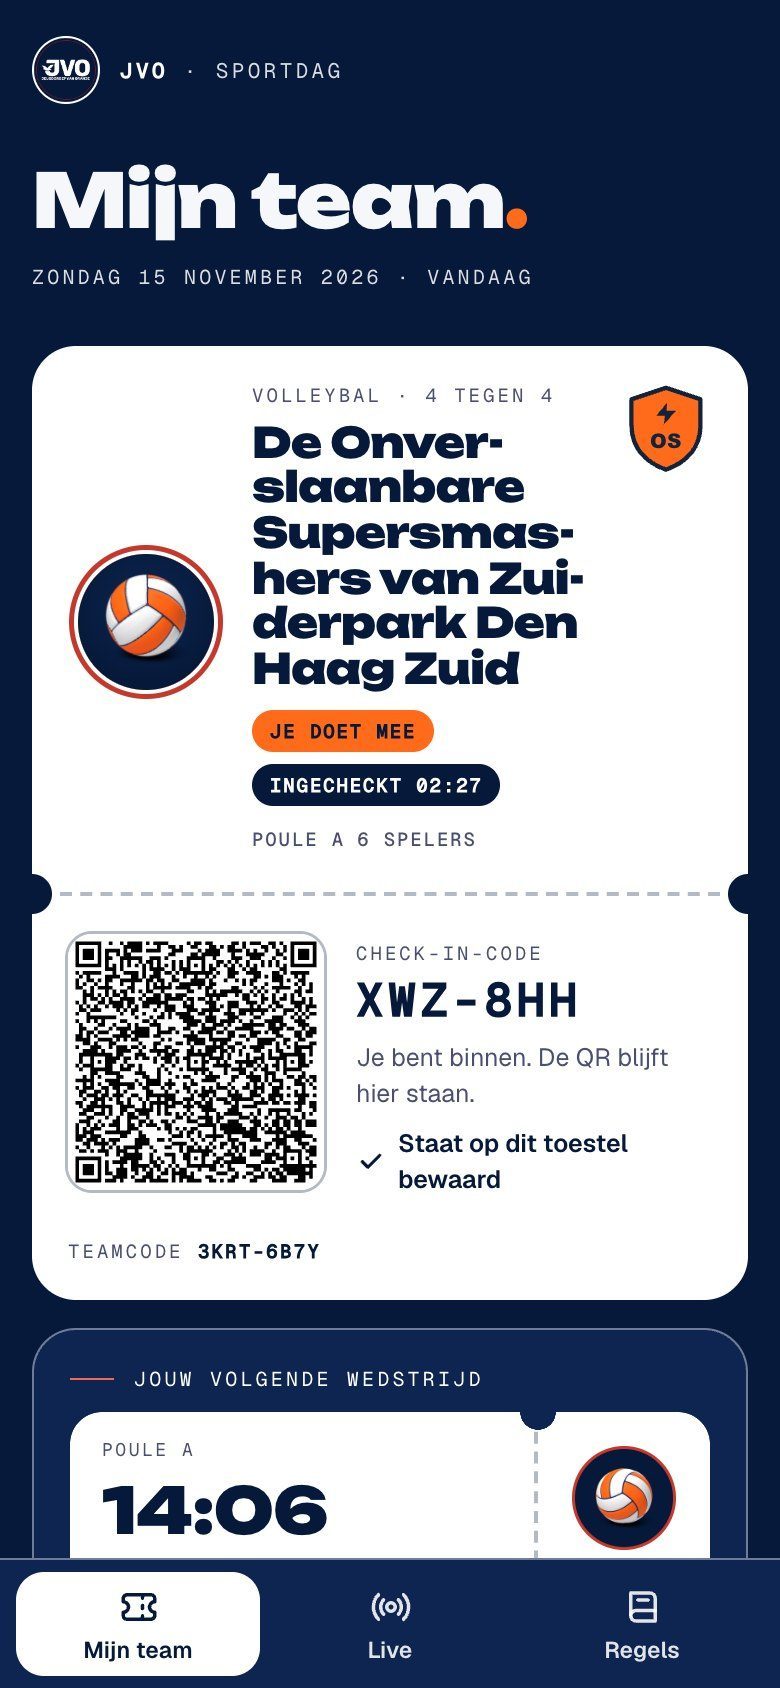 JVO
JVO · SPORTDAG
Mijn team.
ZONDAG 15 NOVEMBER 2026 · VANDAAG
VOLLEYBAL · 4 TEGEN 4
OS
De Onver-
slaanbare
Supersmas-
hers van Zui-
derpark Den
Haag Zuid
JE DOET MEE
INGECHECKT 02:27
POULE A 6 SPELERS
CHECK-IN-CODE
XWZ-8HH
Je bent binnen. De QR blijft
hier staan.
Staat op dit toestel
bewaard
TEAMCODE 3KRT-6B7Y
JOUW VOLGENDE WEDSTRIJD
POULE A
14:06
Mijn team
Live
Regels